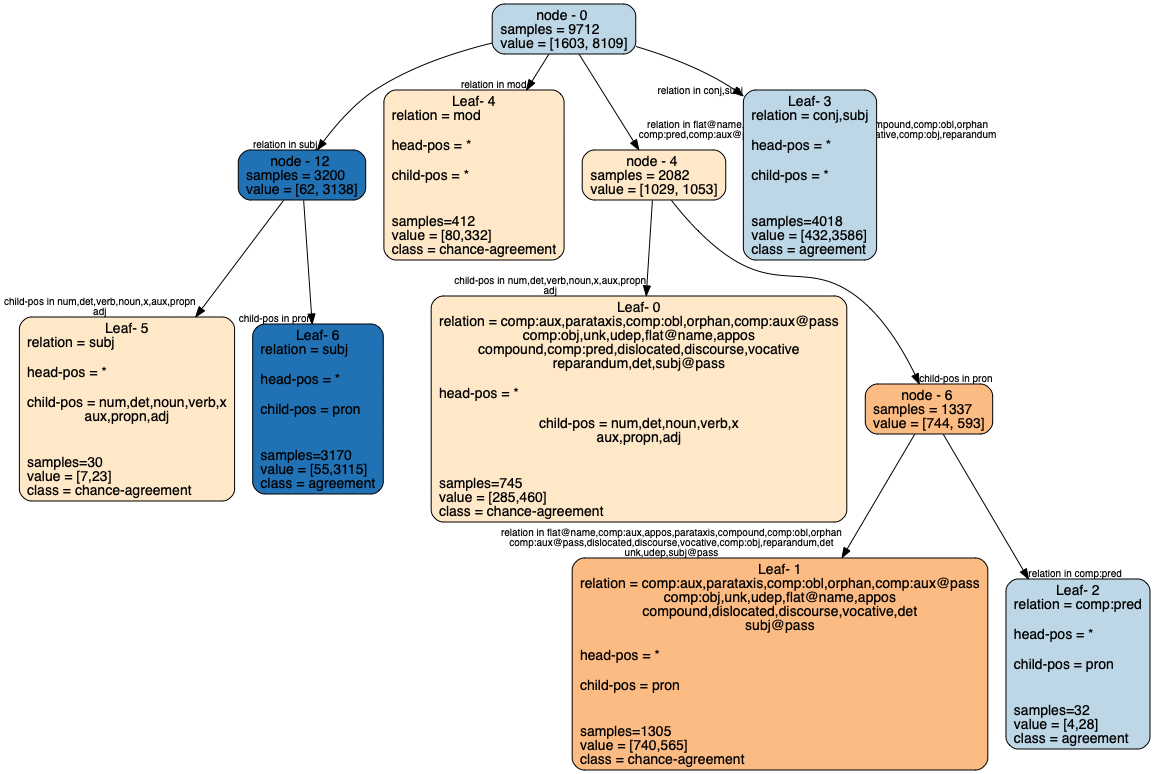 node - 0
samples = 9712
value = [1603, 8109]
relation in mod
relation in conj,subj
Leaf- 4
relation = mod
head-pos = *
child-pos = *
samples=412
value = [80,332]
class = chance-agreement
Leaf- 3
relation = conj,subj
head-pos = *
child-pos = *
samples=4018
value = [432,3586]
class = agreement
relation in flat@name,
mpound,comp:obl,orphan
comp:pred,comp:aux@
ative,comp:obj,reparandum
relation in subj
node - 12
samples = 3200
value = [62, 3138]
node - 4
samples = 2082
value = [1029, 1053]
child-pos in num,det,verb,noun,x,aux,propn
adj
child-pos in pron
Leaf- 5
relation = subj
head-pos = *
child-pos = num,det,noun,verb,x
aux,propn,adj
samples=30
value = [7,23]
class = chance-agreement
Leaf- 6
relation = subj
head-pos = *
child-pos = pron
samples=3170
value = [55,3115]
class = agreement
child-pos in num,det,verb,noun,x,aux,propn
adj
Leaf- 0
relation = comp:aux,parataxis,comp:obl,orphan,comp:aux@pass
comp:obj,unk,udep,flat@name,appos
compound,comp:pred,dislocated,discourse,vocative
reparandum,det,subj@pass
head-pos = *
child-pos = num,det,noun,verb,x
aux,propn,adj
samples=745
value = [285,460]
class = chance-agreement
child-pos in pron
node - 6
samples = 1337
value = [744, 593]
relation in flat@name,comp:aux,appos,parataxis,compound,comp:obl,orphan
comp:aux@pass,dislocated,discourse,vocative,comp:obj,reparandum,det
unk,udep,subj@pass
Leaf- 1
relation = comp:aux,parataxis,comp:obl,orphan,comp:aux@pass
comp:obj,unk,udep,flat@name,appos
compound,dislocated,discourse,vocative,det
subj@pass
head-pos = *
child-pos = pron
samples=1305
value = [740,565]
class = chance-agreement
relation in comp:pred
Leaf- 2
relation = comp:pred
head-pos = *
child-pos = pron
samples=32
value = [4,28]
class = agreement